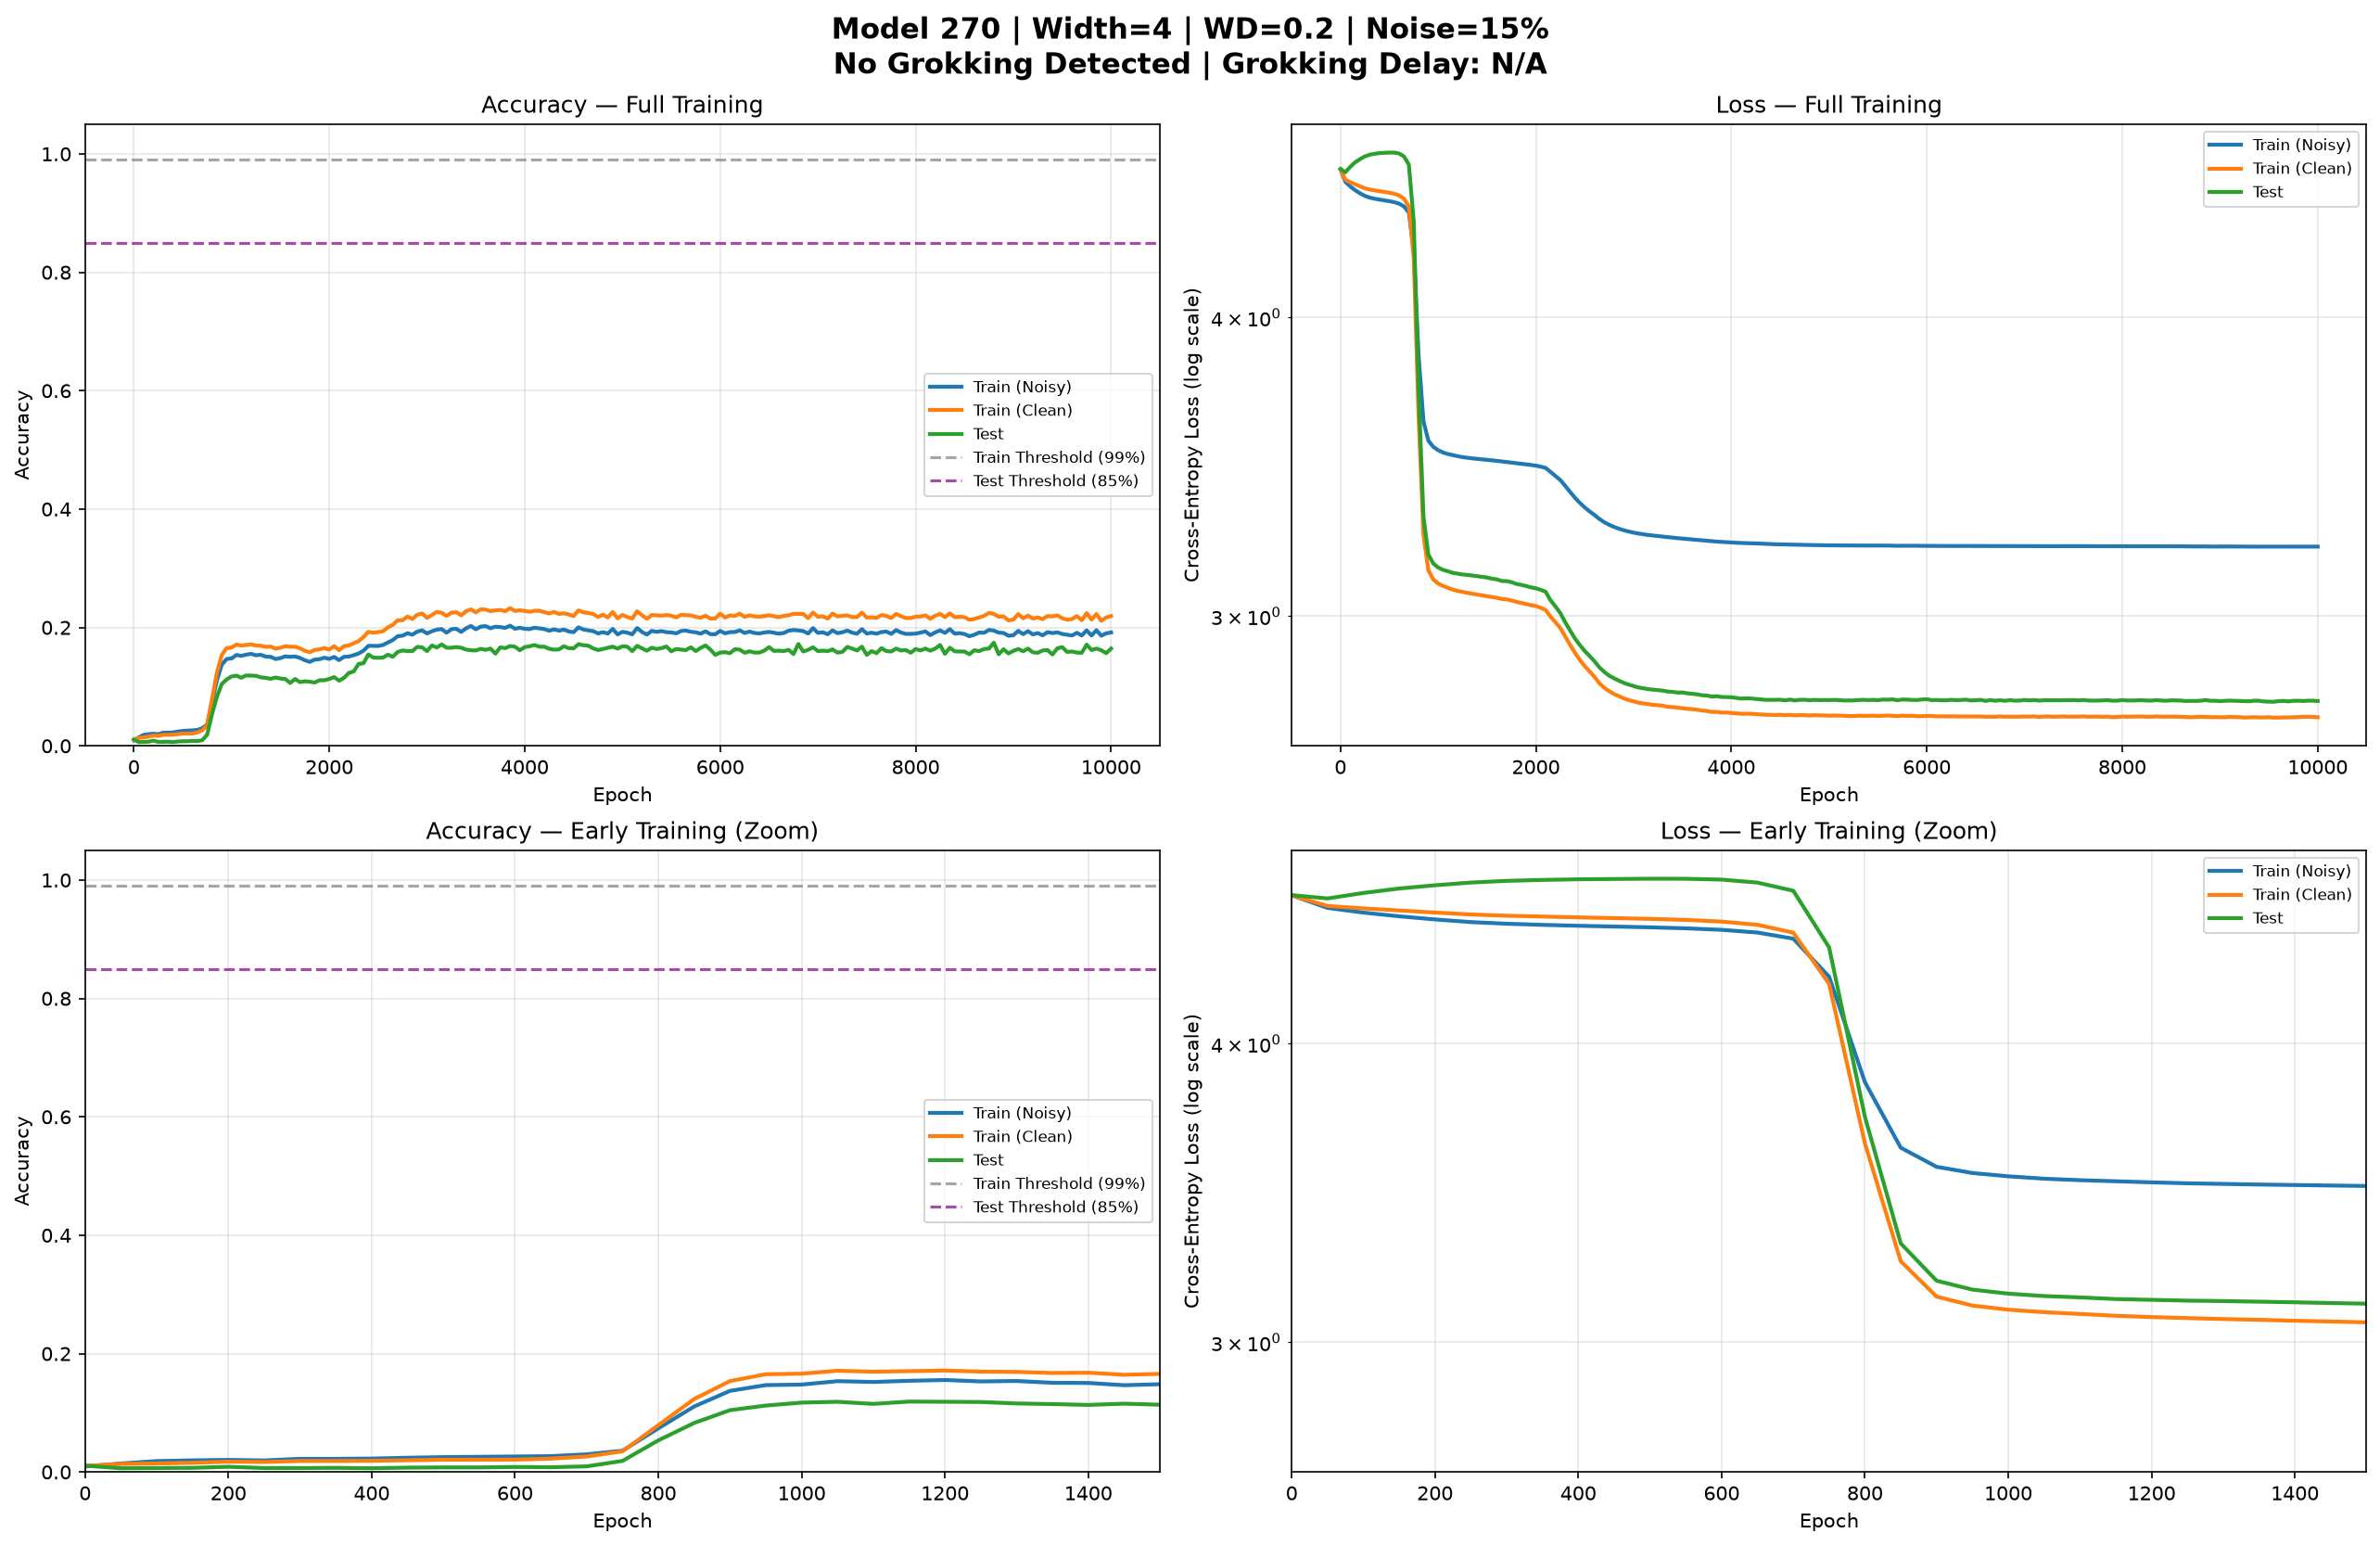 Model 270 | Width=4 | WD=0.2 | Noise=15%
No Grokking Detected | Grokking Delay: N/A
Accuracy — Full Training
Accuracy
1.0
0.8
0.6
0.4
0.2
0.0
Train (Noisy)
Train (Clean)
Test
Train Threshold (99%)
Test Threshold (85%)
0 2000 4000 6000 8000 10000
Epoch
Loss — Full Training
Cross-Entropy Loss (log scale)
4 × 10⁰
3 × 10⁰
Train (Noisy)
Train (Clean)
Test
0 2000 4000 6000 8000 10000
Epoch
Accuracy — Early Training (Zoom)
Accuracy
1.0
0.8
0.6
0.4
0.2
0.0
Train (Noisy)
Train (Clean)
Test
Train Threshold (99%)
Test Threshold (85%)
0 200 400 600 800 1000 1200 1400
Epoch
Loss — Early Training (Zoom)
Cross-Entropy Loss (log scale)
4 × 10⁰
3 × 10⁰
Train (Noisy)
Train (Clean)
Test
0 200 400 600 800 1000 1200 1400
Epoch